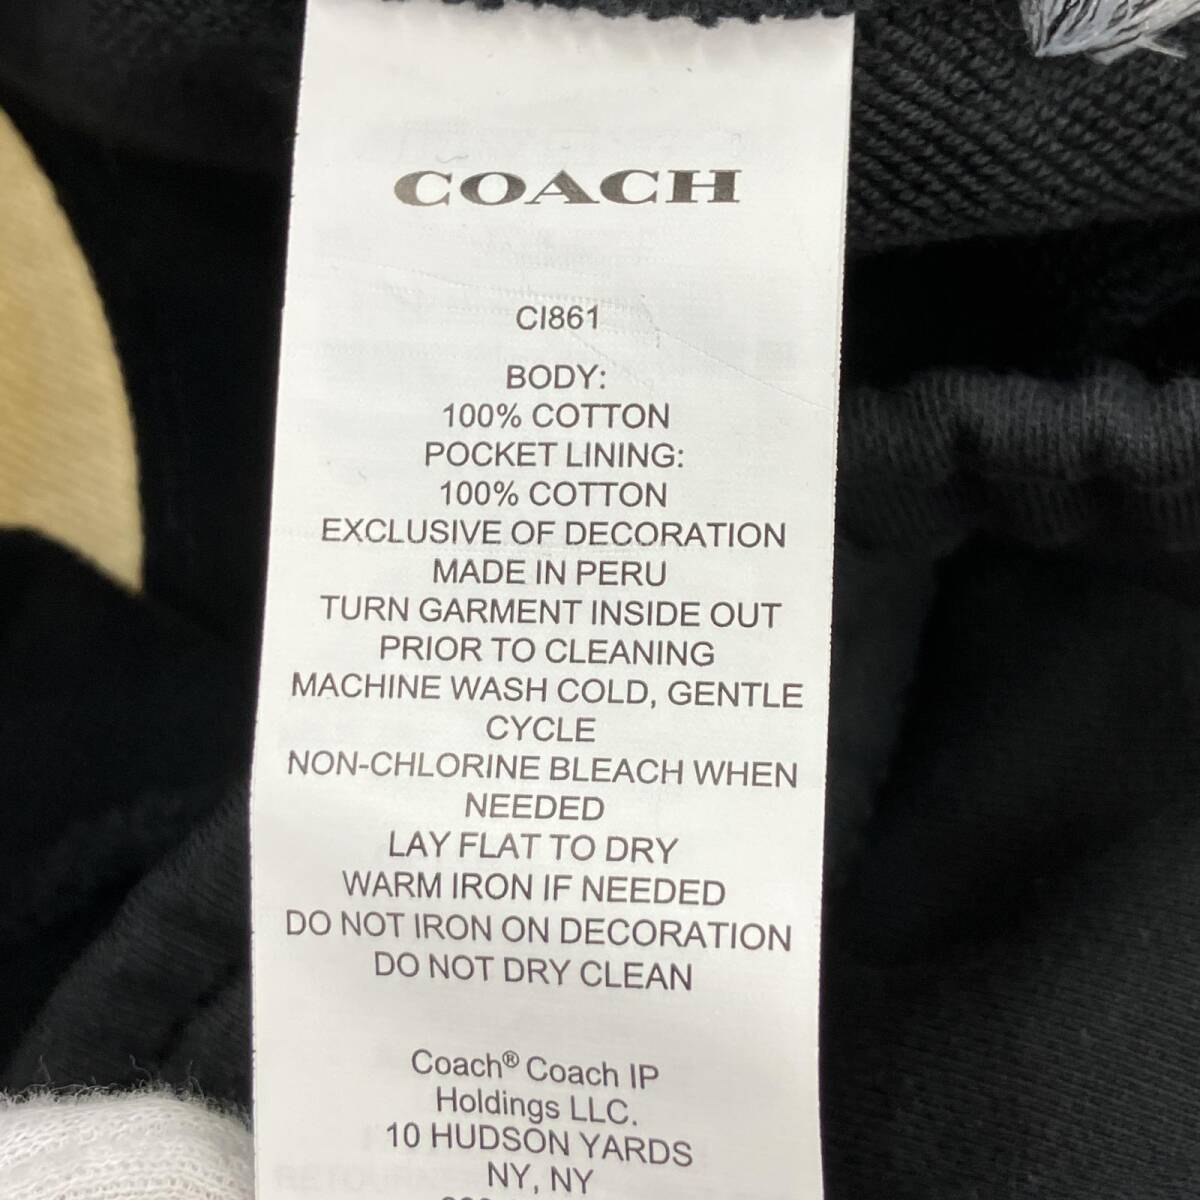 COACH
CI861
BODY:
100% COTTON
POCKET LINING:
100% COTTON
EXCLUSIVE OF DECORATION
MADE IN PERU
TURN GARMENT INSIDE OUT
PRIOR TO CLEANING
MACHINE WASH COLD, GENTLE
CYCLE
NON-CHLORINE BLEACH WHEN
NEEDED
LAY FLAT TO DRY
WARM IRON IF NEEDED
DO NOT IRON ON DECORATION
DO NOT DRY CLEAN
Coach® Coach IP
Holdings LLC.
10 HUDSON YARDS
NY, NY